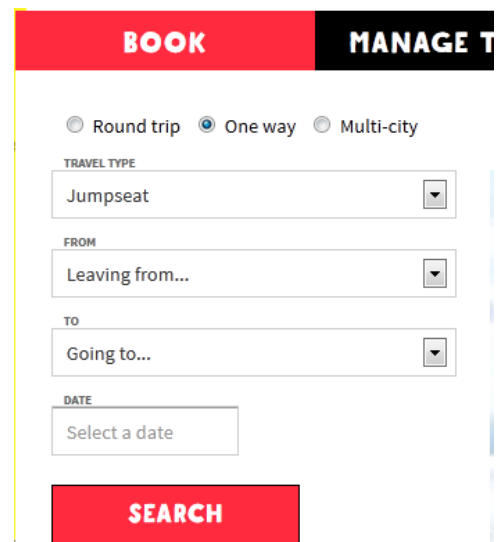 BOOK MANAGE T
Round trip One way Multi-city
TRAVEL TYPE
Jumpseat
FROM
Leaving from...
TO
Going to...
DATE
Select a date
SEARCH